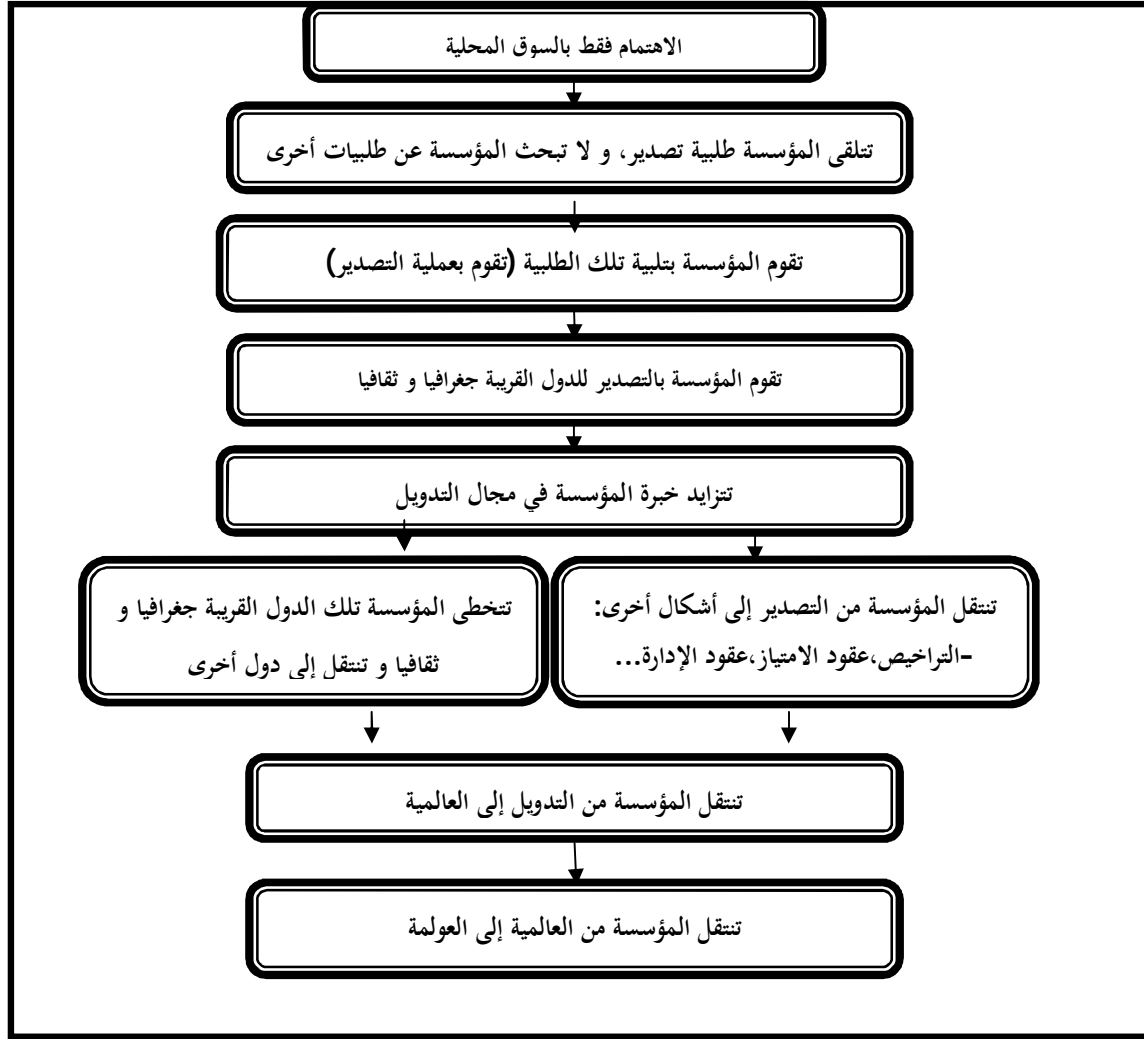 الاهتمام فقط بالسوق المحلية
تتلقى المؤسسة طلبية تصدير، و لا تبحث المؤسسة عن طلبيات أخرى
تقوم المؤسسة بتلبية تلك الطلبية (تقوم بعملية التصدير)
تقوم المؤسسة بالتصدير للدول القريبة جغرافيا و ثقافيا
تتزايد خبرة المؤسسة في مجال التدويل
تنتقل المؤسسة من التصدير إلى أشكال أخرى:
-التراخيص،عقود الامتياز،عقود الإدارة...
تتخطى المؤسسة تلك الدول القريبة جغرافيا و
ثقافيا و تنتقل إلى دول أخرى
تنتقل المؤسسة من التدويل إلى العالمية
تنتقل المؤسسة من العالمية إلى العولمة